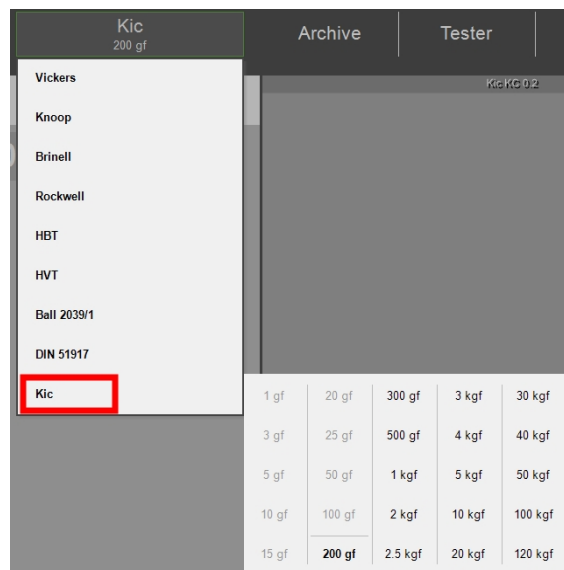 Kic
200 gf
Archive
Tester
Kic KG 0.2
Vickers
Knoop
Brinell
Rockwell
HBT
HVT
Ball 2039/1
DIN 51917
Kic
1 gf 20 gf 300 gf 3 kgf 30 kgf
3 gf 25 gf 500 gf 4 kgf 40 kgf
5 gf 50 gf 1 kgf 5 kgf 50 kgf
10 gf 100 gf 2 kgf 10 kgf 100 kgf
15 gf 200 gf 2.5 kgf 20 kgf 120 kgf